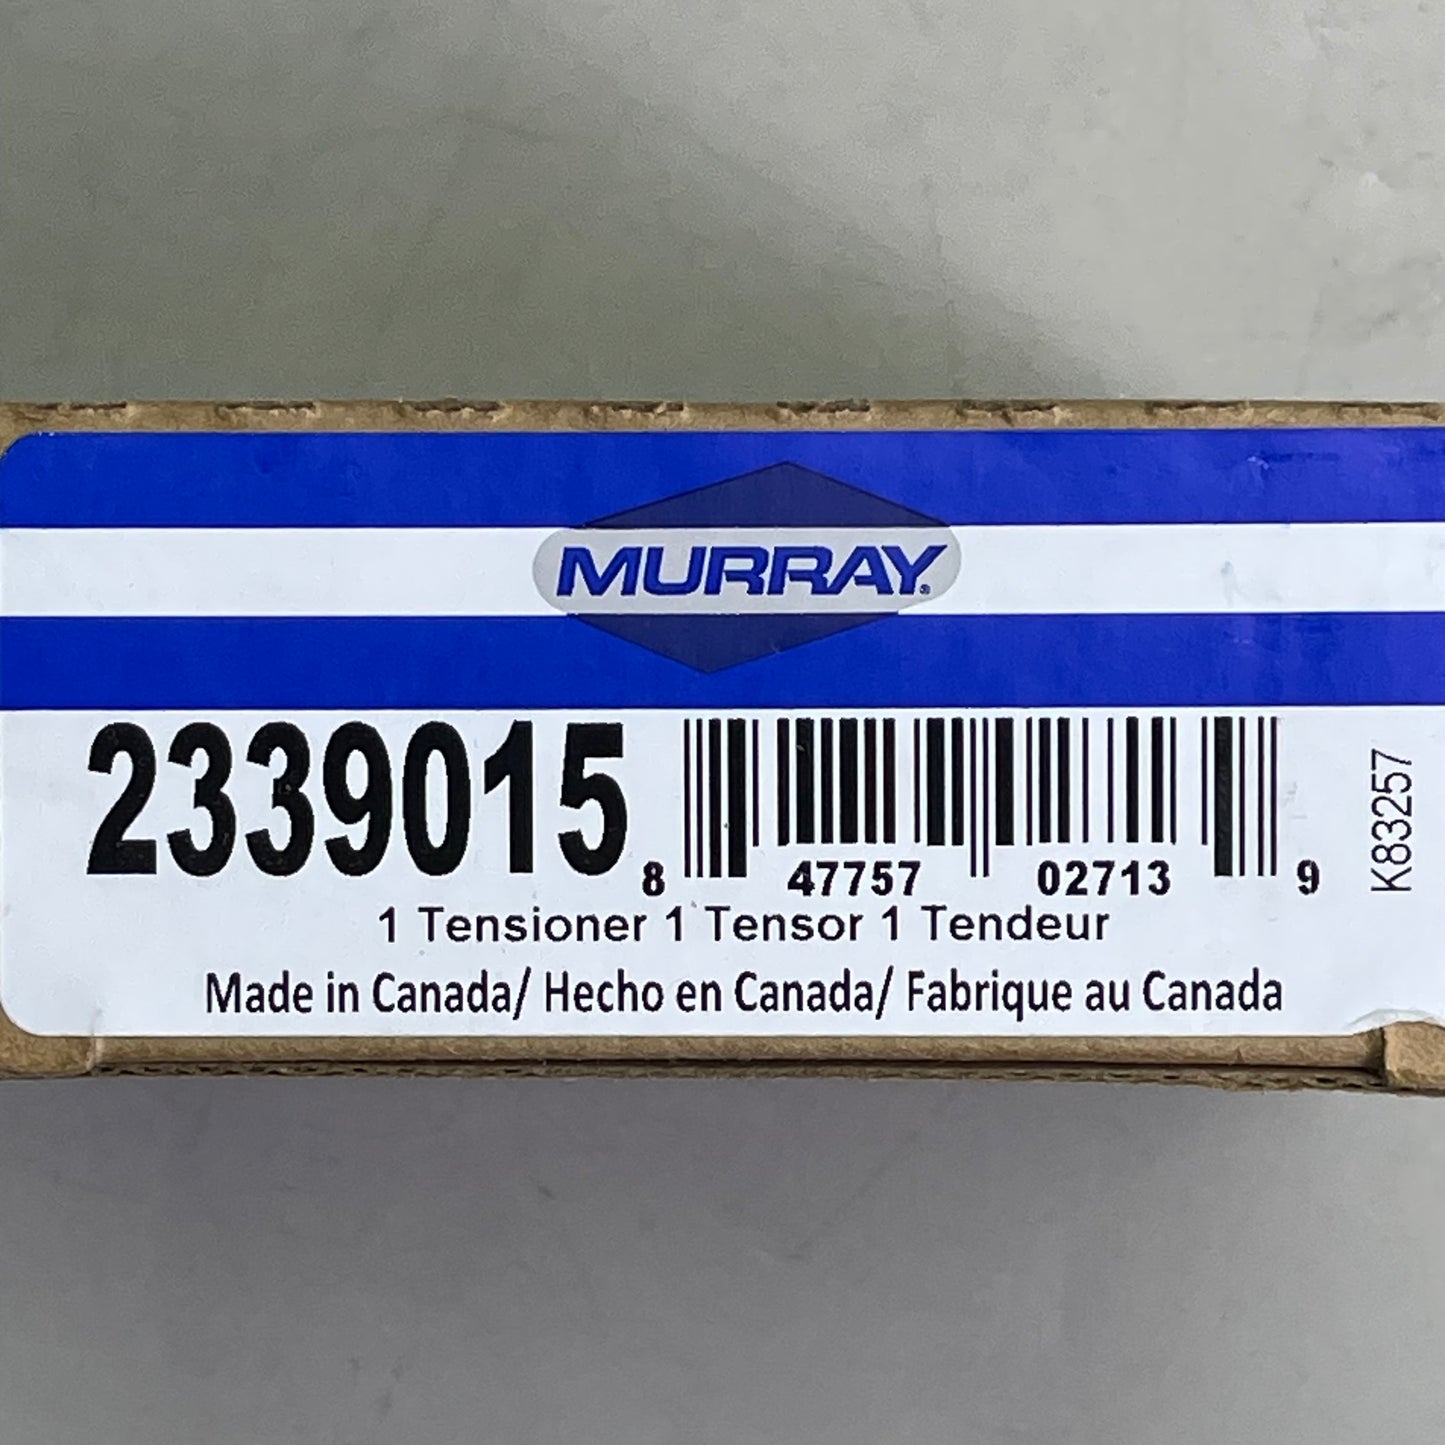 MURRAY®
2339015
8 47757 02713 9
K83257
1 Tensioner 1 Tensor 1 Tendeur
Made in Canada/ Hecho en Canada/ Fabrique au Canada